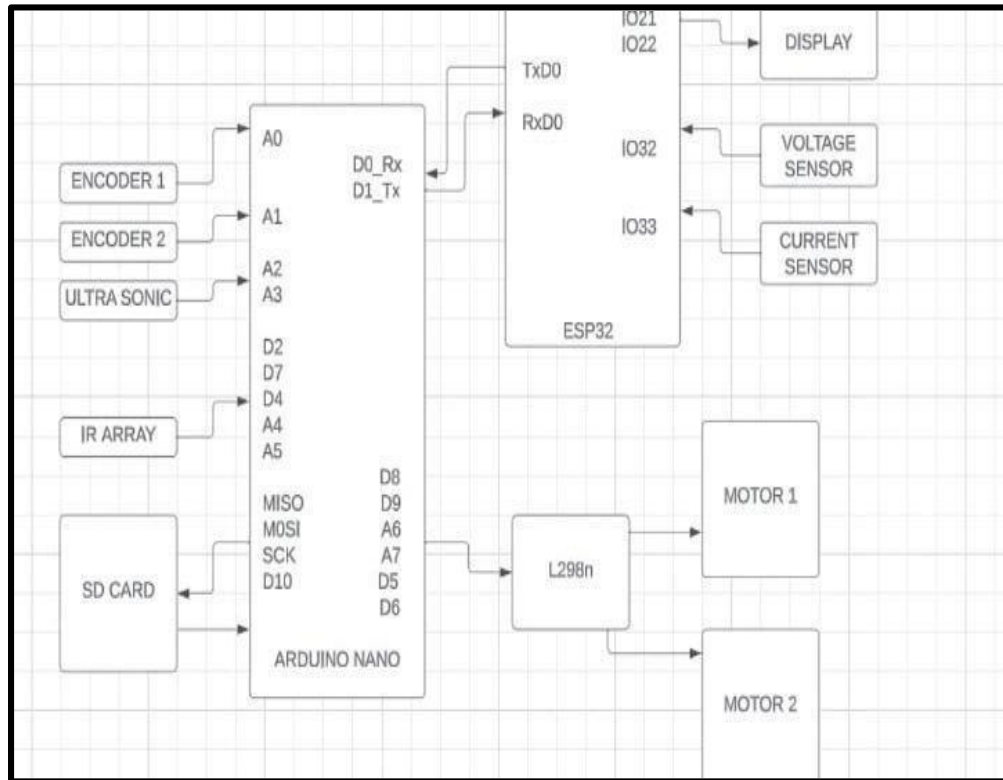 IO21
IO22
DISPLAY
TxD0
RxD0
IO32
VOLTAGE
SENSOR
IO33
CURRENT
SENSOR
ESP32
ENCODER 1
ENCODER 2
ULTRA SONIC
IR ARRAY
SD CARD
A0
D0_Rx
D1_Tx
A1
A2
A3
D2
D7
D4
A4
A5
D8
MISO
D9
M0SI
A6
SCK
A7
D10
D5
D6
ARDUINO NANO
L298n
MOTOR 1
MOTOR 2